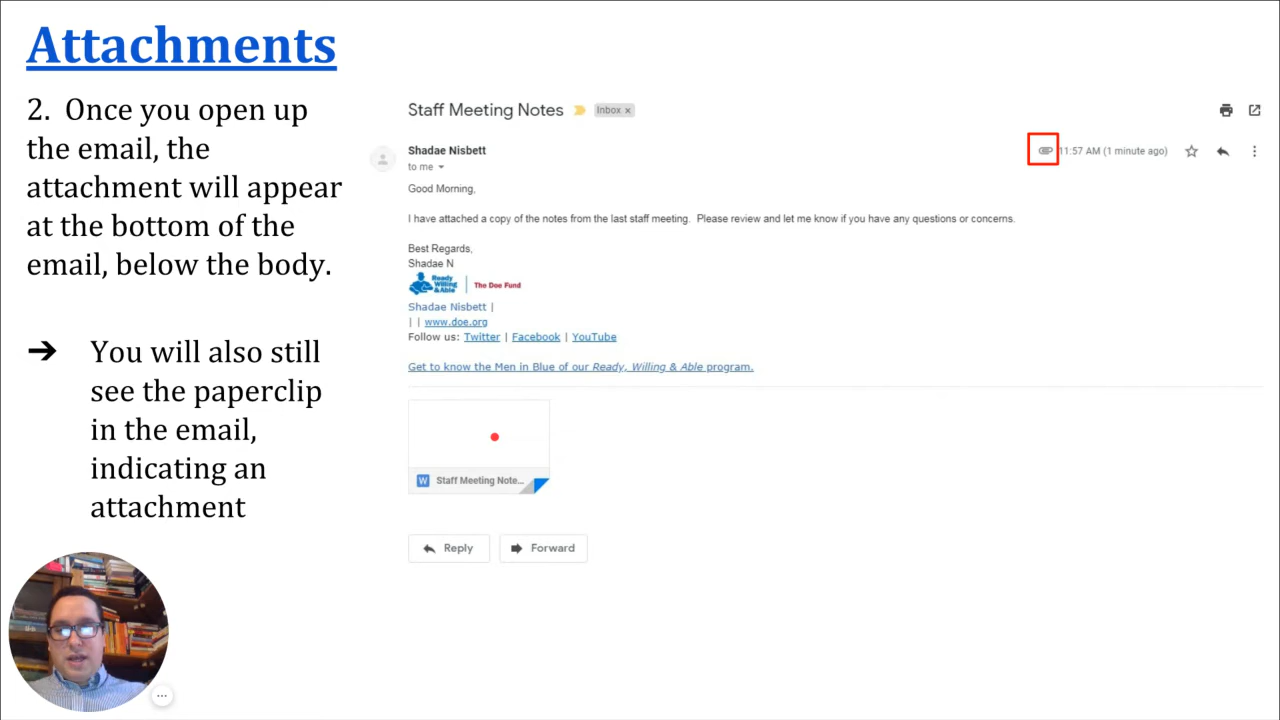 Attachments
2. Once you open up
the email, the
attachment will appear
at the bottom of the
email, below the body.
➔ You will also still
see the paperclip
in the email,
indicating an
attachment
Staff Meeting Notes Inbox x
Shadae Nisbett 11:57 AM (1 minute ago)
to me
Good Morning,
I have attached a copy of the notes from the last staff meeting. Please review and let me know if you have any questions or concerns.
Best Regards,
Shadae N
Ready
Willing
& Able
The Doe Fund
Shadae Nisbett |
| | www.doe.org
Follow us: Twitter | Facebook | YouTube
Get to know the Men in Blue of our Ready, Willing & Able program.
W Staff Meeting Note...
Reply Forward